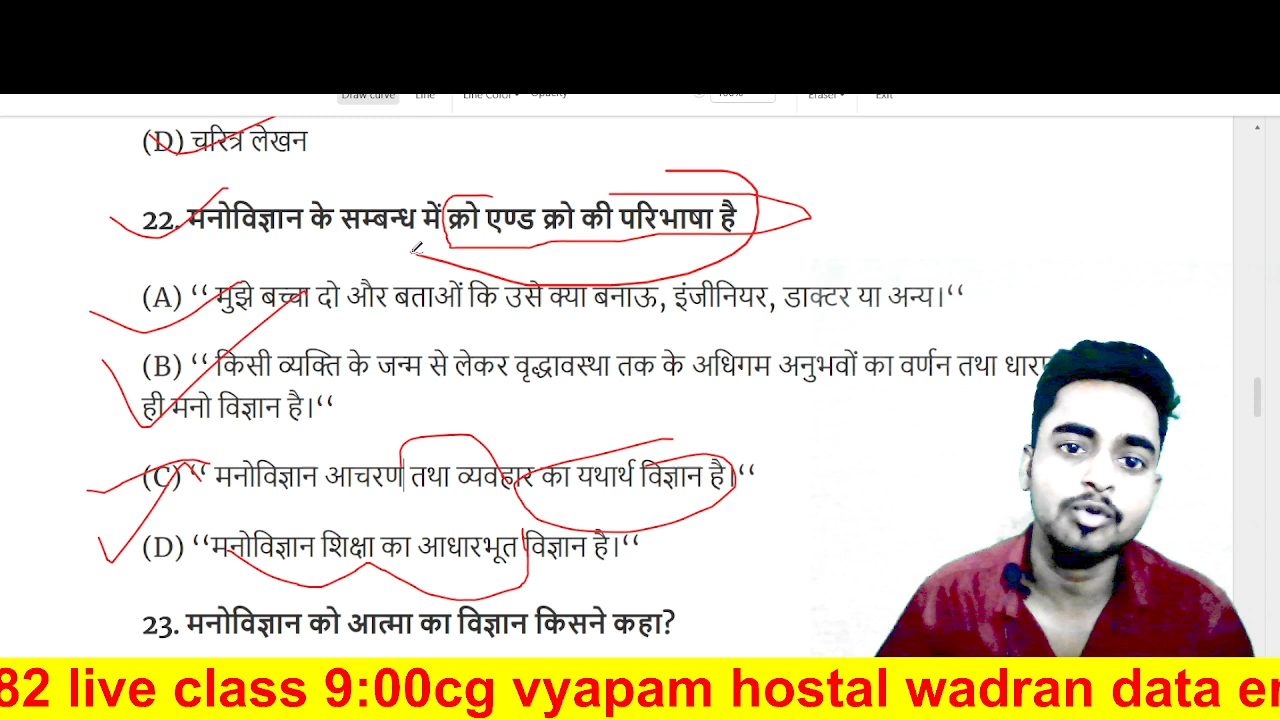 (D) चरित्र लेखन
22. मनोविज्ञान के सम्बन्ध में क्रो एण्ड क्रो की परिभाषा है
(A) ‘‘ मुझे बच्चा दो और बताओं कि उसे क्या बनाऊ, इंजीनियर, डाक्टर या अन्य।‘‘
(B) ‘‘ किसी व्यक्ति के जन्म से लेकर वृद्धावस्था तक के अधिगम अनुभवों का वर्णन तथा
ही मनो विज्ञान है।‘‘
(C) ‘‘ मनोविज्ञान आचरण तथा व्यवहार का यथार्थ विज्ञान है।‘‘
(D) ‘‘मनोविज्ञान शिक्षा का आधारभूत विज्ञान है।‘‘
23. मनोविज्ञान को आत्मा का विज्ञान किसने कहा?
82 live class 9:00cg vyapam hostal wadran data